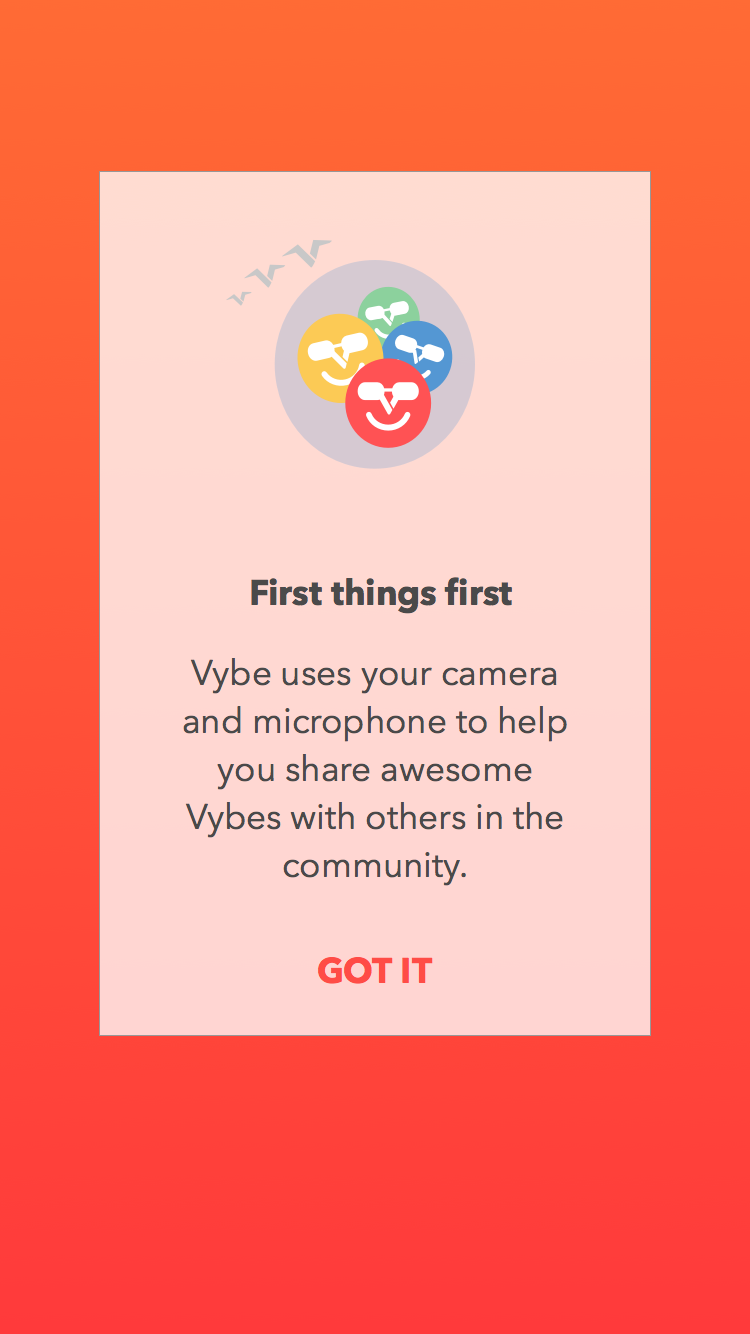 First things first
Vybe uses your camera
and microphone to help
you share awesome
Vybes with others in the
community.
GOT IT